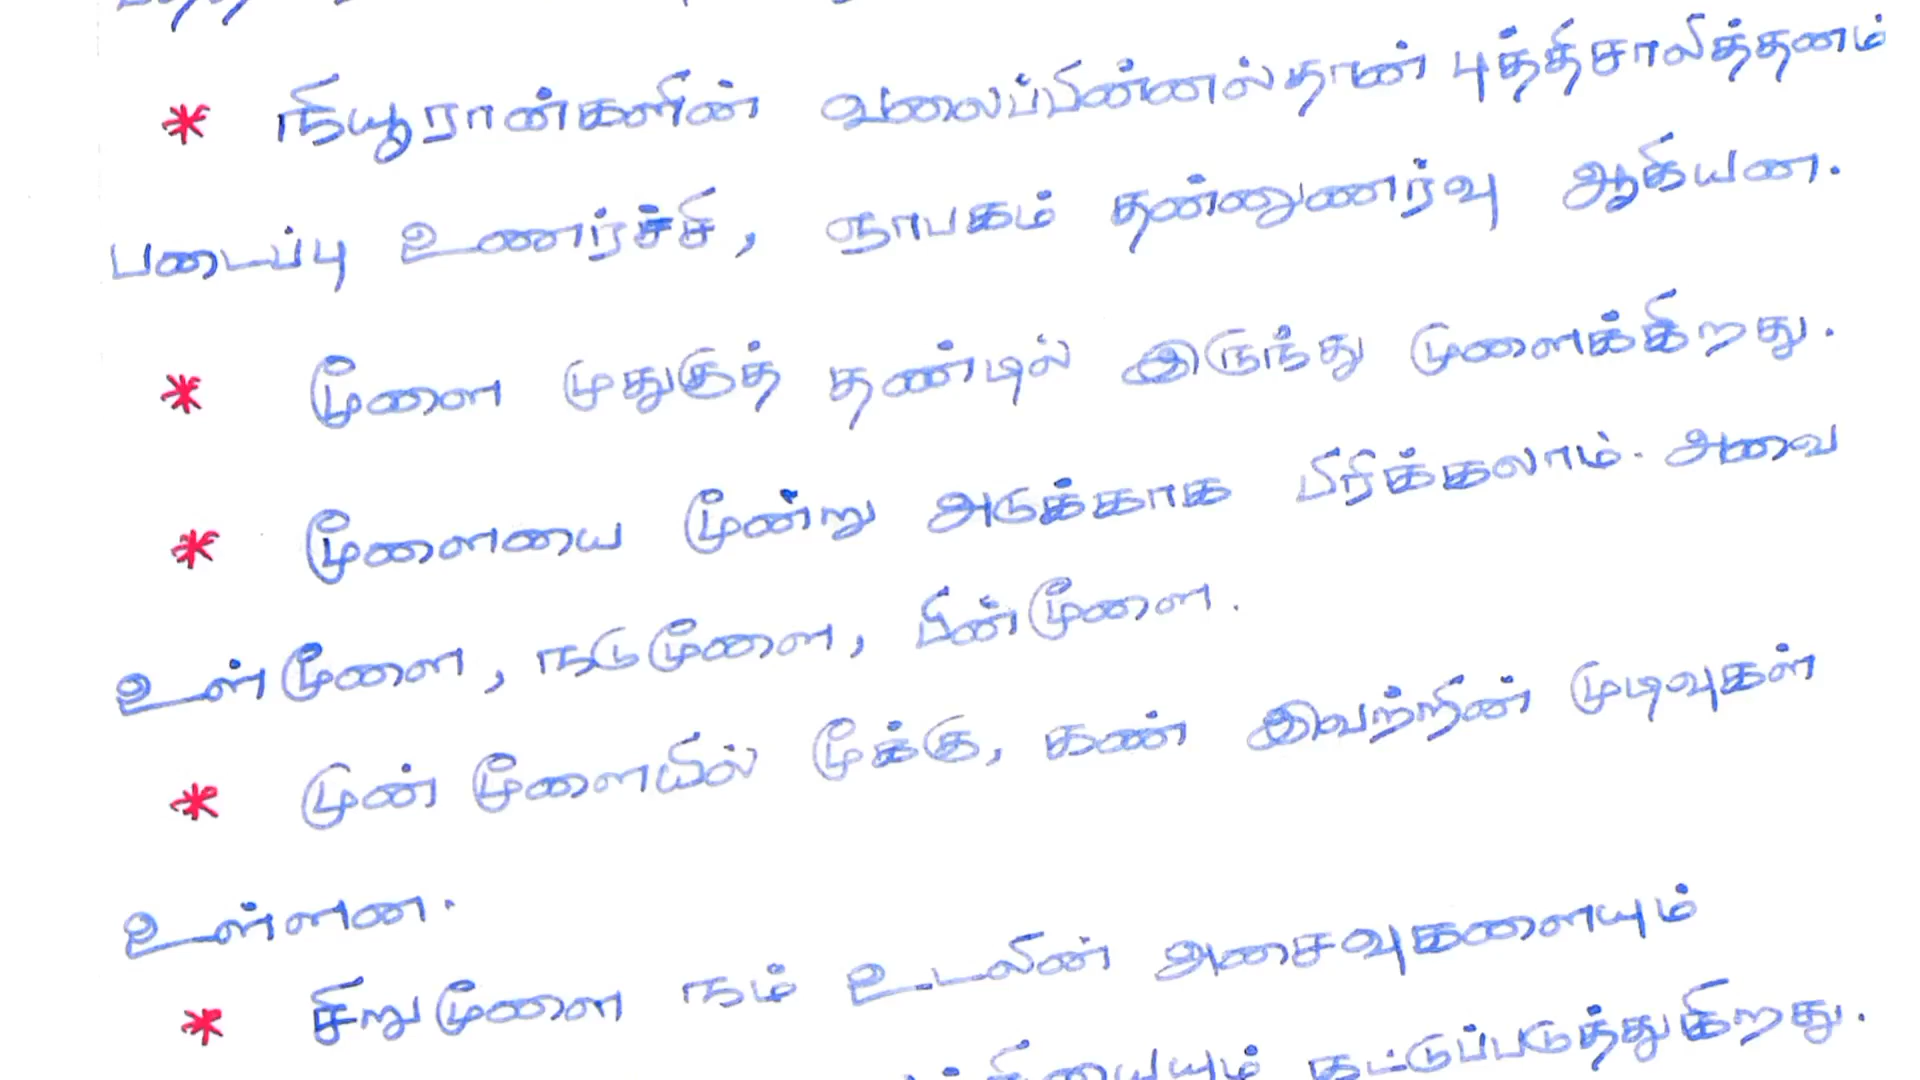 * நியூரான்களின் வலைப்பின்னல்தான் புத்திசாலித்தனம்
படைப்பு உணர்ச்சி, ஞாபகம் தன்னுணர்வு ஆகியன.
* மூளை முதுகுத் தண்டில் இருந்து முளைக்கிறது.
* மூளையை மூன்று அடுக்காக பிரிக்கலாம். அவை
உள்மூளை, நடுமூளை, பின்மூளை.
* முன் மூளையில் மூக்கு, கண் இவற்றின் முடிவுகள்
உள்ளன.
* சிறுமூளை நம் உடலின் அசைவுகளையும்
கட்டுப்படுத்துகிறது.